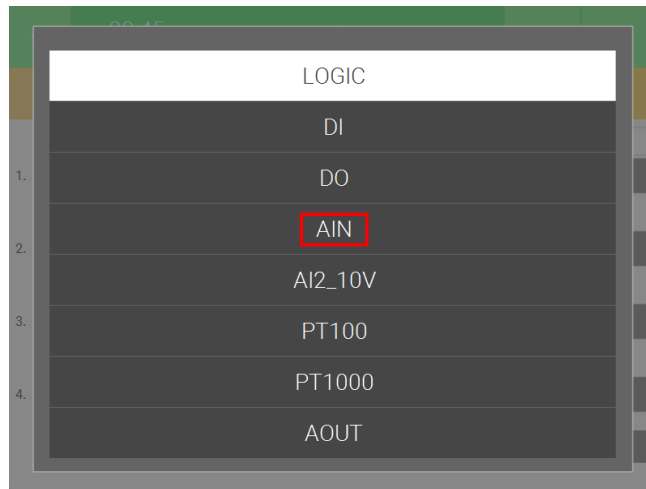 LOGIC
DI
1.
DO
AIN
2.
AI2_10V
3.
PT100
PT1000
4.
AOUT